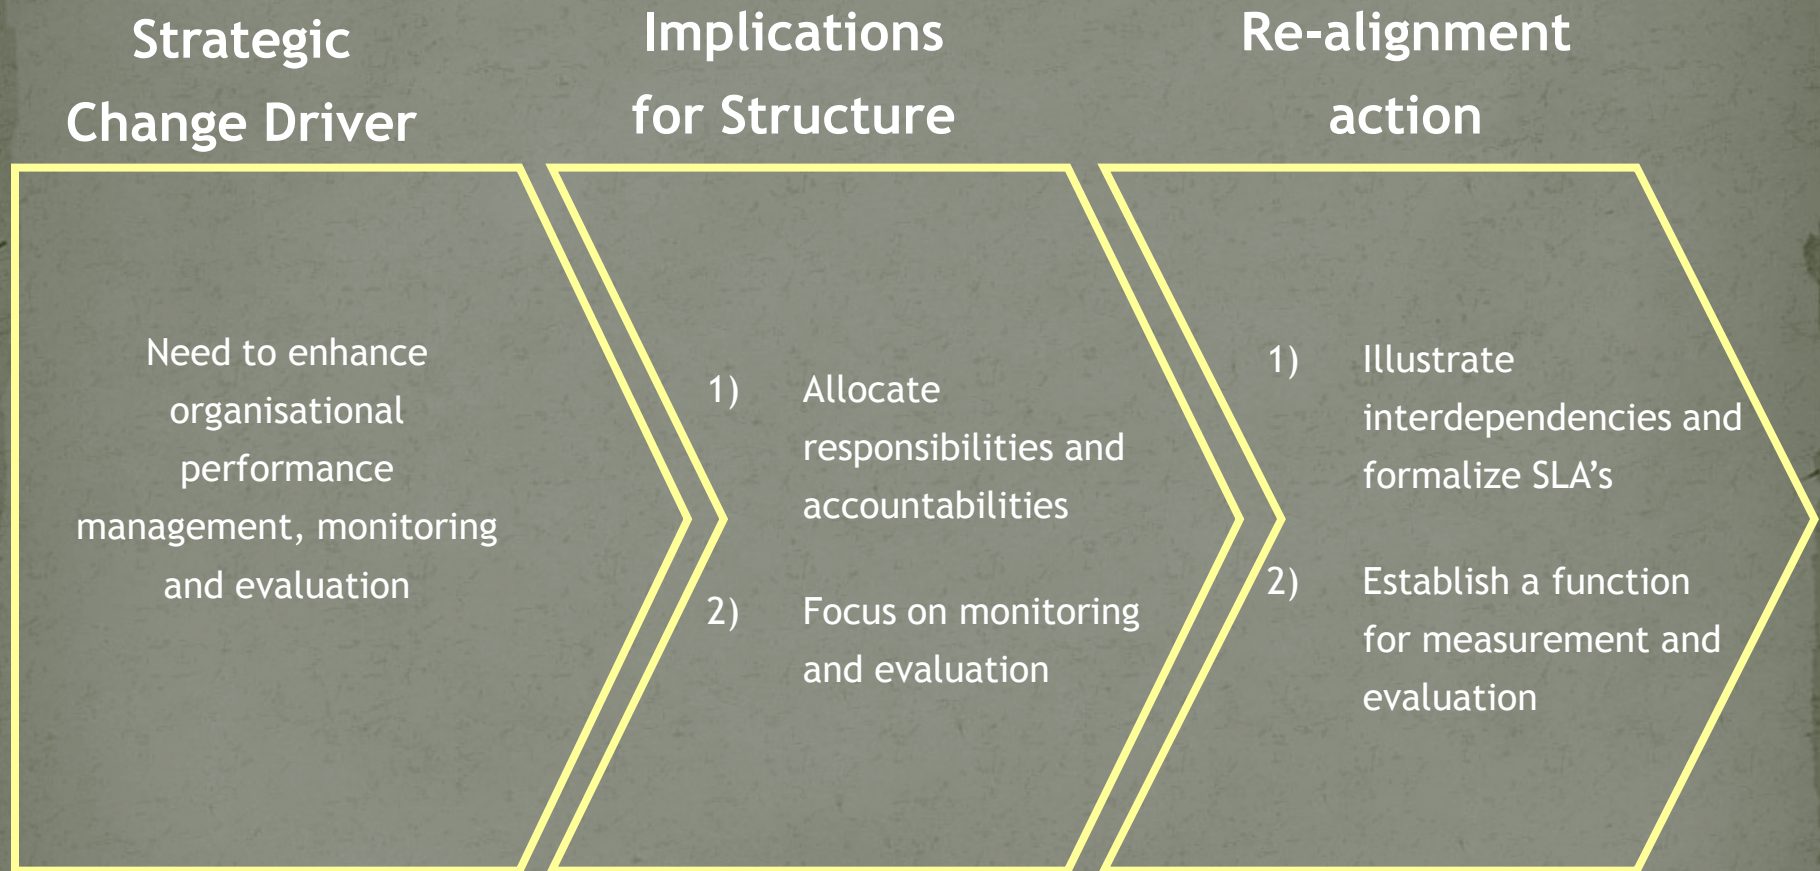 Strategic
Change Driver
Implications
for Structure
Re-alignment
action
Need to enhance
organisational
performance
management, monitoring
and evaluation
1) Allocate
responsibilities and
accountabilities
2) Focus on monitoring
and evaluation
1) Illustrate
interdependencies and
formalize SLA’s
2) Establish a function
for measurement and
evaluation